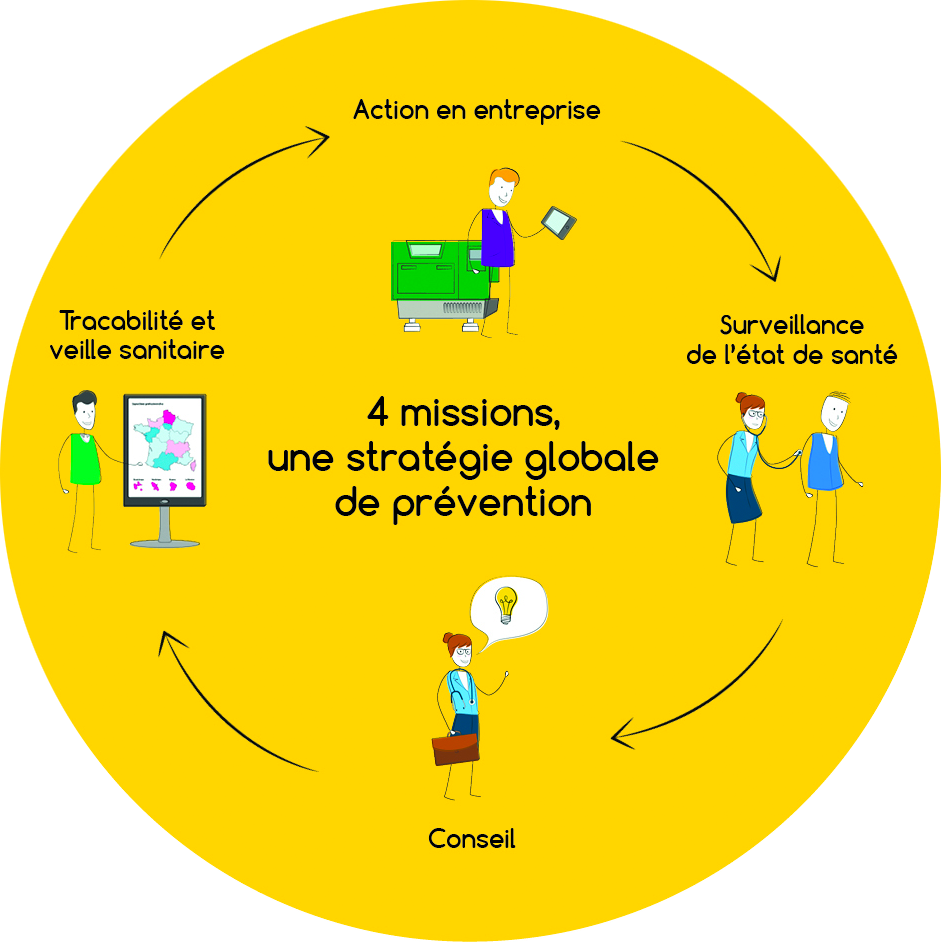 Action en entreprise
Tracabilité et
veille sanitaire
Surveillance
de l'état de santé
4 missions,
une stratégie globale
de prévention
Conseil